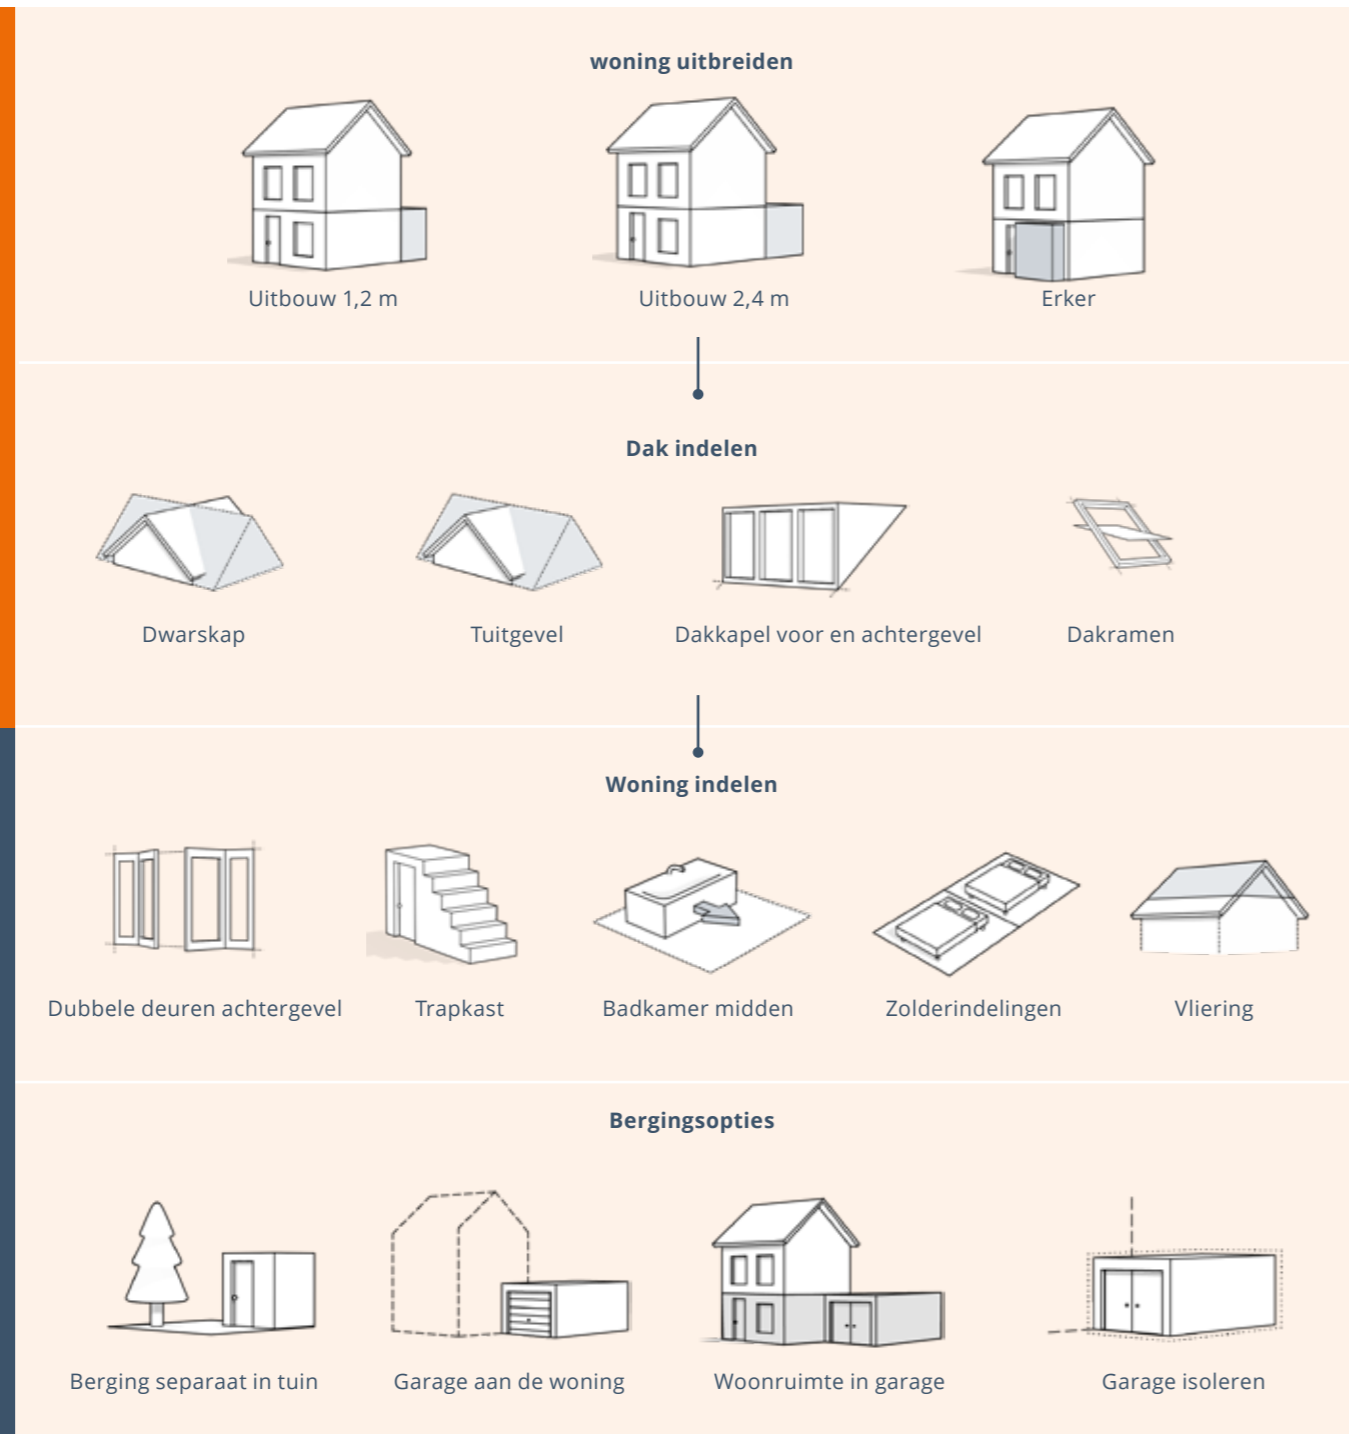 woning uitbreiden
Uitbouw 1,2 m
Uitbouw 2,4 m
Erker
Dak indelen
Dwarskap
Tuitgevel
Dakkapel voor en achtergevel
Dakramen
Woning indelen
Dubbele deuren achtergevel
Trapkast
Badkamer midden
Zolderindelingen
Vliering
Bergingsopties
Berging separaat in tuin
Garage aan de woning
Woonruimte in garage
Garage isoleren